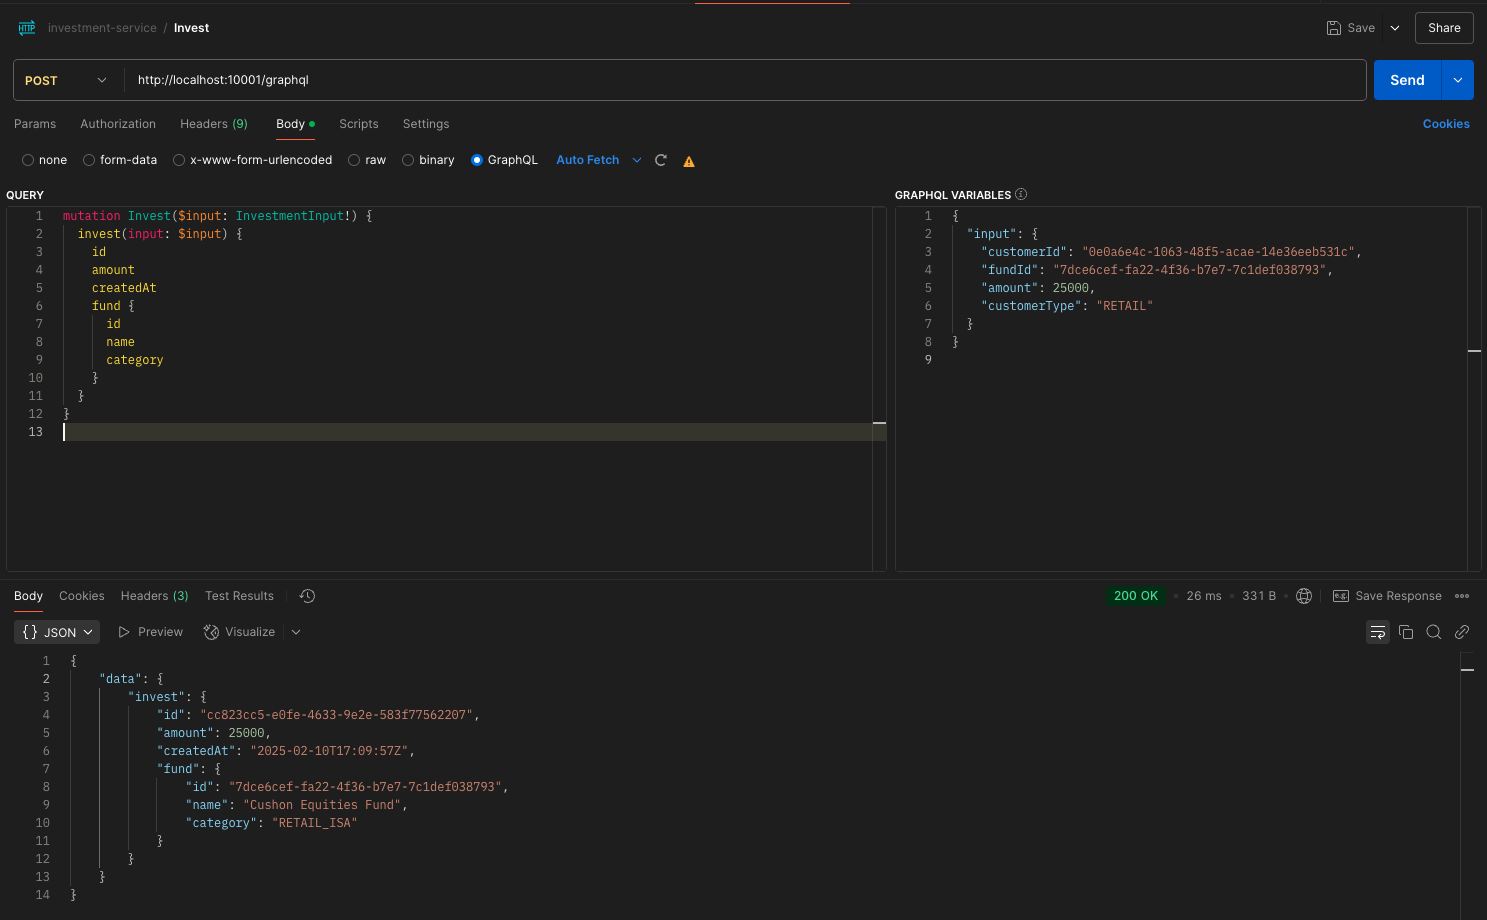 HTTP investment-service / Invest Save Share
POST http://localhost:10001/graphql Send
Params Authorization Headers (9) Body Scripts Settings Cookies
none form-data x-www-form-urlencoded raw binary GraphQL Auto Fetch
QUERY
1 mutation Invest($input: InvestmentInput!) {
2 invest(input: $input) {
3 id
4 amount
5 createdAt
6 fund {
7 id
8 name
9 category
10 }
11 }
12 }
13
GRAPHQL VARIABLES
1 {
2 "input": {
3 "customerId": "0e0a6e4c-1063-48f5-acae-14e36eeb531c",
4 "fundId": "7dce6cef-fa22-4f36-b7e7-7c1def038793",
5 "amount": 25000,
6 "customerType": "RETAIL"
7 }
8 }
9
Body Cookies Headers (3) Test Results 200 OK • 26 ms • 331 B • e.g. Save Response
{} JSON Preview Visualize
1 {
2 "data": {
3 "invest": {
4 "id": "cc823cc5-e0fe-4633-9e2e-583f77562207",
5 "amount": 25000,
6 "createdAt": "2025-02-10T17:09:57Z",
7 "fund": {
8 "id": "7dce6cef-fa22-4f36-b7e7-7c1def038793",
9 "name": "Cushon Equities Fund",
10 "category": "RETAIL_ISA"
11 }
12 }
13 }
14 }